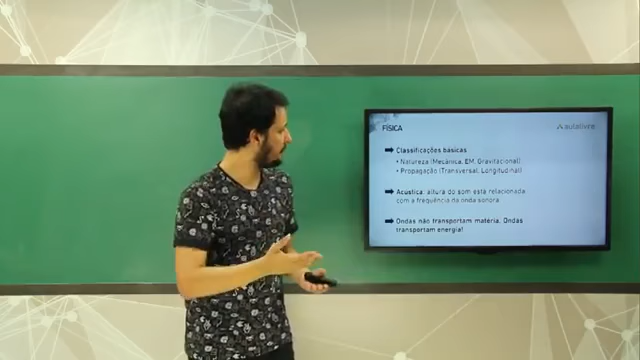 FÍSICA
Aaulalivre
Classificações básicas
• Natureza (Mecânica, EM, Gravitacional)
• Propagação (Transversal, Longitudinal)
Acústica: altura do som está relacionada
com a frequência da onda sonora.
Ondas não transportam matéria. Ondas
transportam energia!